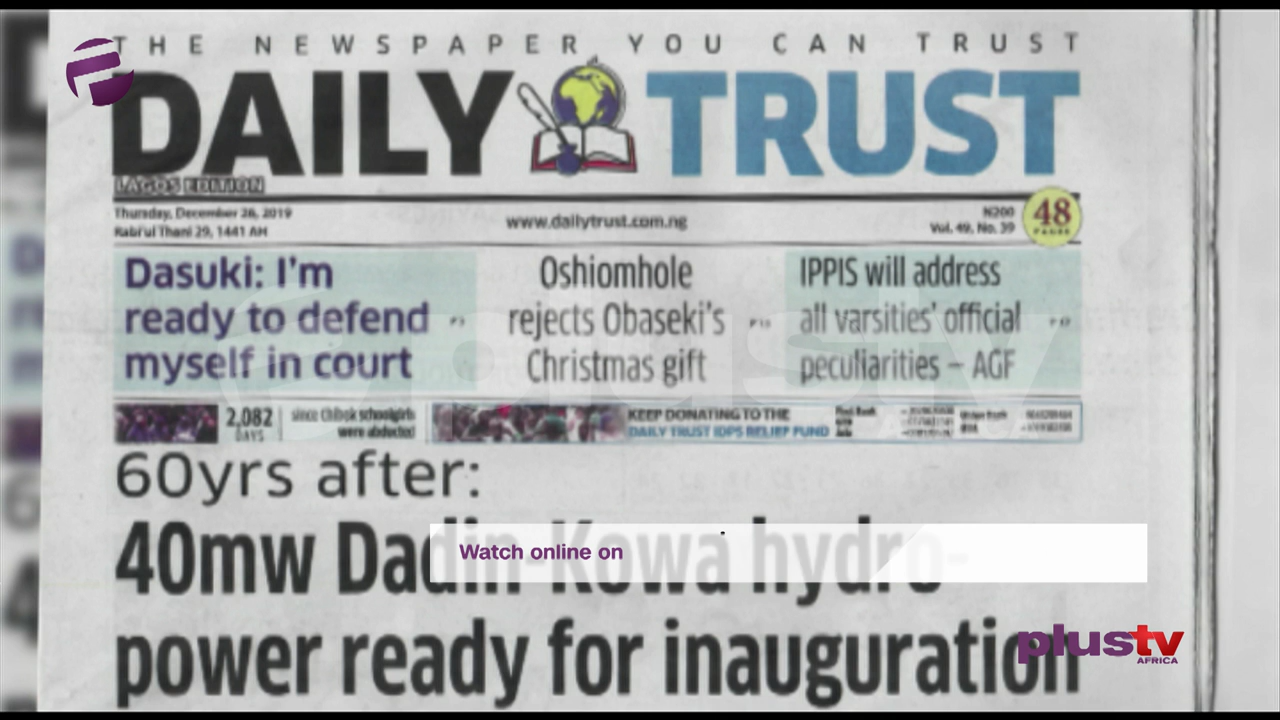 THE NEWSPAPER YOU CAN TRUST
DAILY TRUST
LAGOS EDITION
Thursday, December 26, 2019
Rabi'ul Thani 29, 1441 AH
www.dailytrust.com.ng
N200
Vol. 49, No. 39
48
PAGES
Dasuki: I'm
ready to defend
myself in court
Oshiomhole
rejects Obaseki's
Christmas gift
IPPIS will address
all varsities' official
peculiarities – AGF
2,082
DAYS
since Chibok schoolgirls
were abducted
KEEP DONATING TO THE
DAILY TRUST IDPS RELIEF FUND
60yrs after:
40mw Dadin-Kowa hydro-
power ready for inauguration
Watch online on
plustv
AFRICA